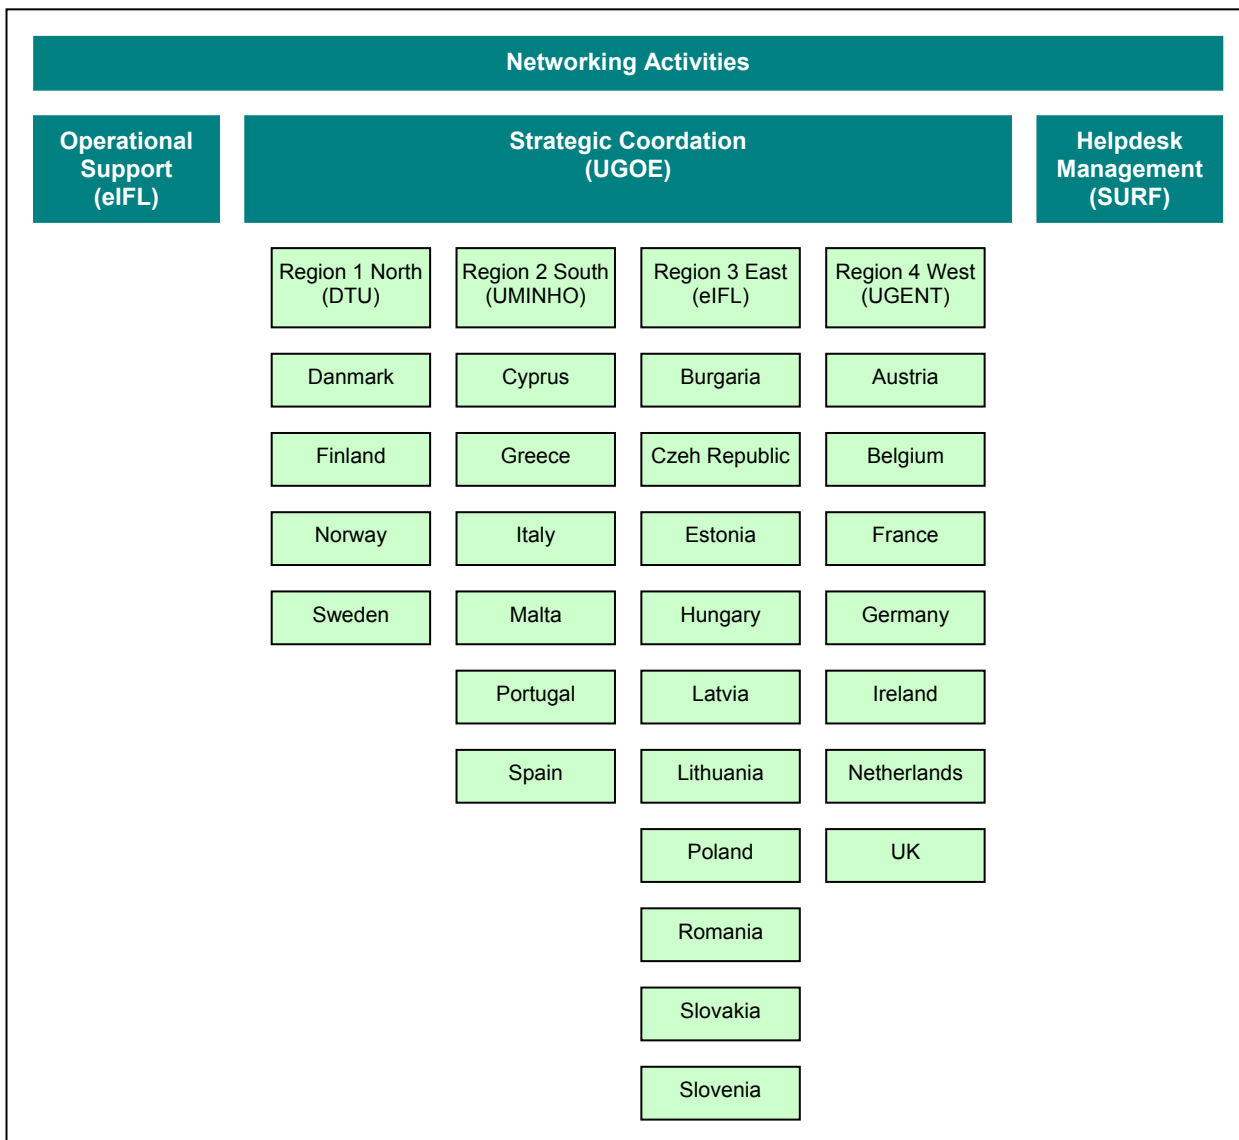 Networking Activities
Operational
Support
(eIFL)
Strategic Coordation
(UGOE)
Helpdesk
Management
(SURF)
Region 1 North
(DTU)
Region 2 South
(UMINHO)
Region 3 East
(eIFL)
Region 4 West
(UGENT)
Danmark
Cyprus
Burgaria
Austria
Finland
Greece
Czeh Republic
Belgium
Norway
Italy
Estonia
France
Sweden
Malta
Hungary
Germany
Portugal
Latvia
Ireland
Spain
Lithuania
Netherlands
Poland
UK
Romania
Slovakia
Slovenia